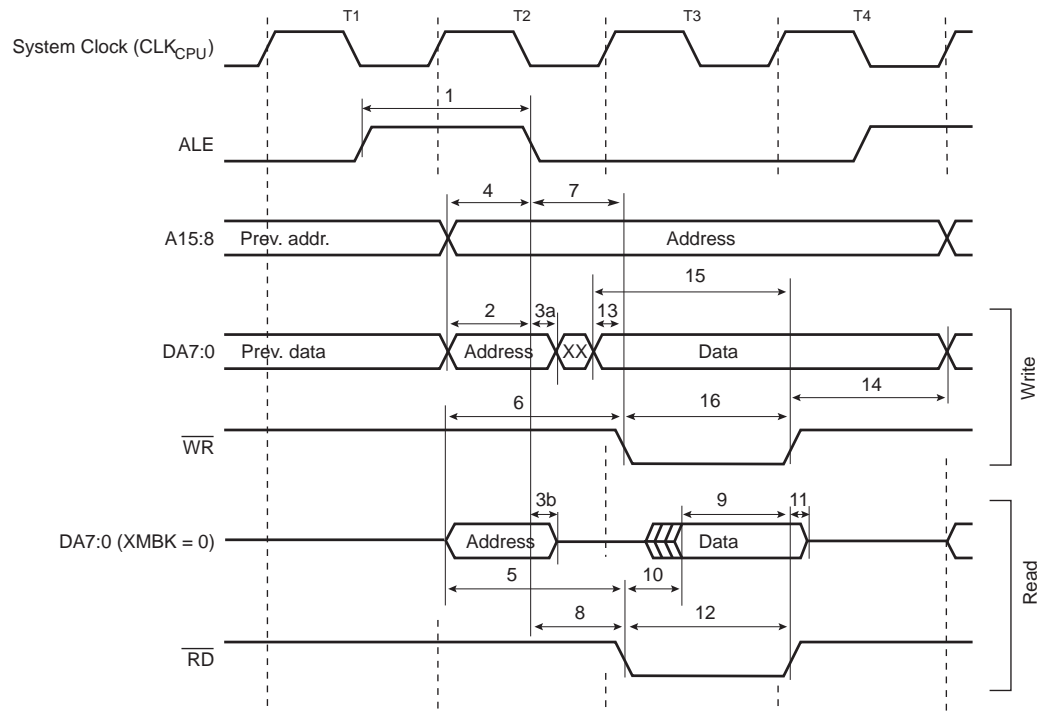 T1 T2 T3 T4
System Clock (CLKCPU)
1
ALE
4 7
A15:8 Prev. addr. Address
15
2 3a 13
DA7:0 Prev. data Address XX Data
14
6 16
WR
Write
3b 9 11
DA7:0 (XMBK = 0) Address Data
5 10
8 12
RD
Read